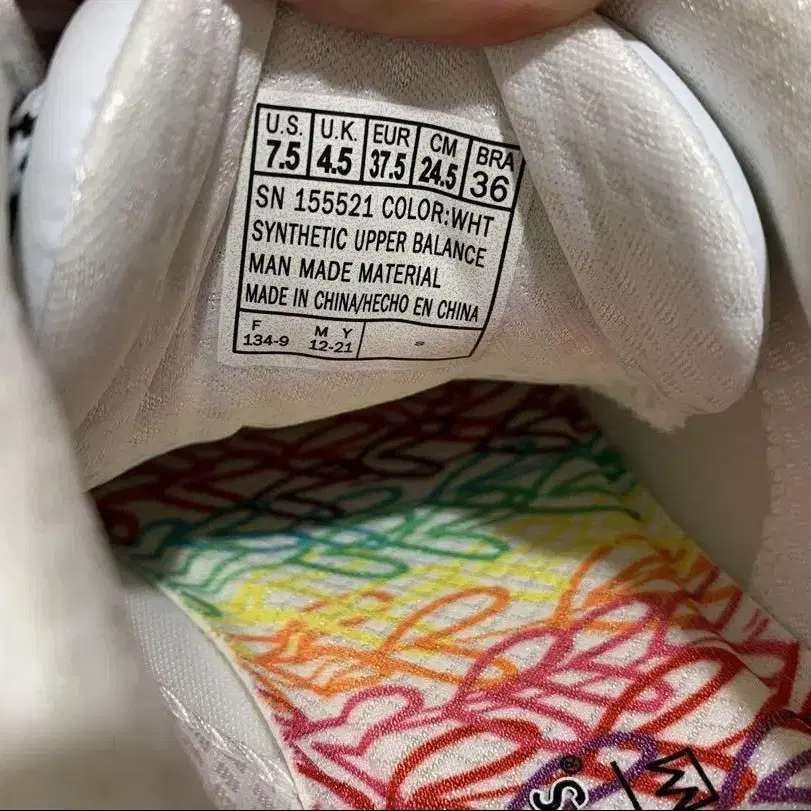 U.S. U.K. EUR CM BRA
7.5 4.5 37.5 24.5 36
SN 155521 COLOR:WHT
SYNTHETIC UPPER BALANCE
MAN MADE MATERIAL
MADE IN CHINA/HECHO EN CHINA
F M Y
134-9 12-21 S
S®